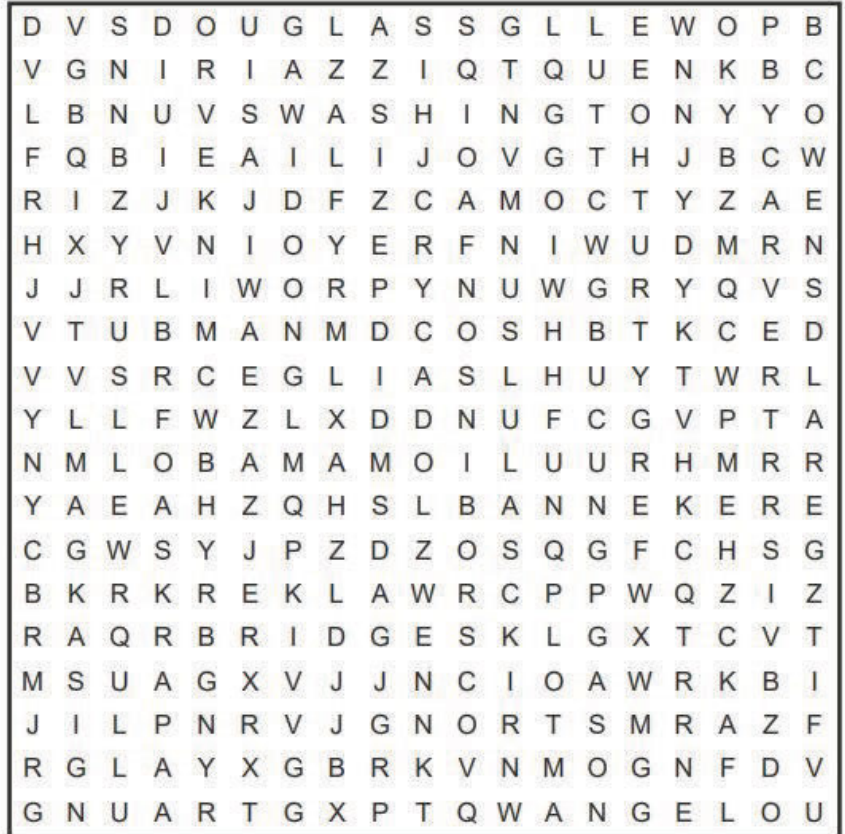 D V S D O U G L A S S G L L E W O P B
V G N I R I A Z Z I Q T Q U E N K B C
L B N U V S W A S H I N G T O N Y Y O
F Q B I E A I L I J O V G T H J B C W
R I Z J K J D F Z C A M O C T Y Z A E
H X Y V N I O Y E R F N I W U D M R N
J J R L I W O R P Y N U W G R Y Q V S
V T U B M A N M D C O S H B T K C E D
V V S R C E G L I A S L H U Y T W R L
Y L L F W Z L X D D N U F C G V P T A
N M L O B A M A M O I L U U R H M R R
Y A E A H Z Q H S L B A N N E K E R E
C G W S Y J P Z D Z O S Q G F C H S G
B K R K R E K L A W R C P P W Q Z I Z
R A Q R B R I D G E S K L G X T C V T
M S U A G X V J J N C I O A W R K B I
J I L P N R V J G N O R T S M R A Z F
R G L A Y X G B R K V N M O G N F D V
G N U A R T G X P T Q W A N G E L O U